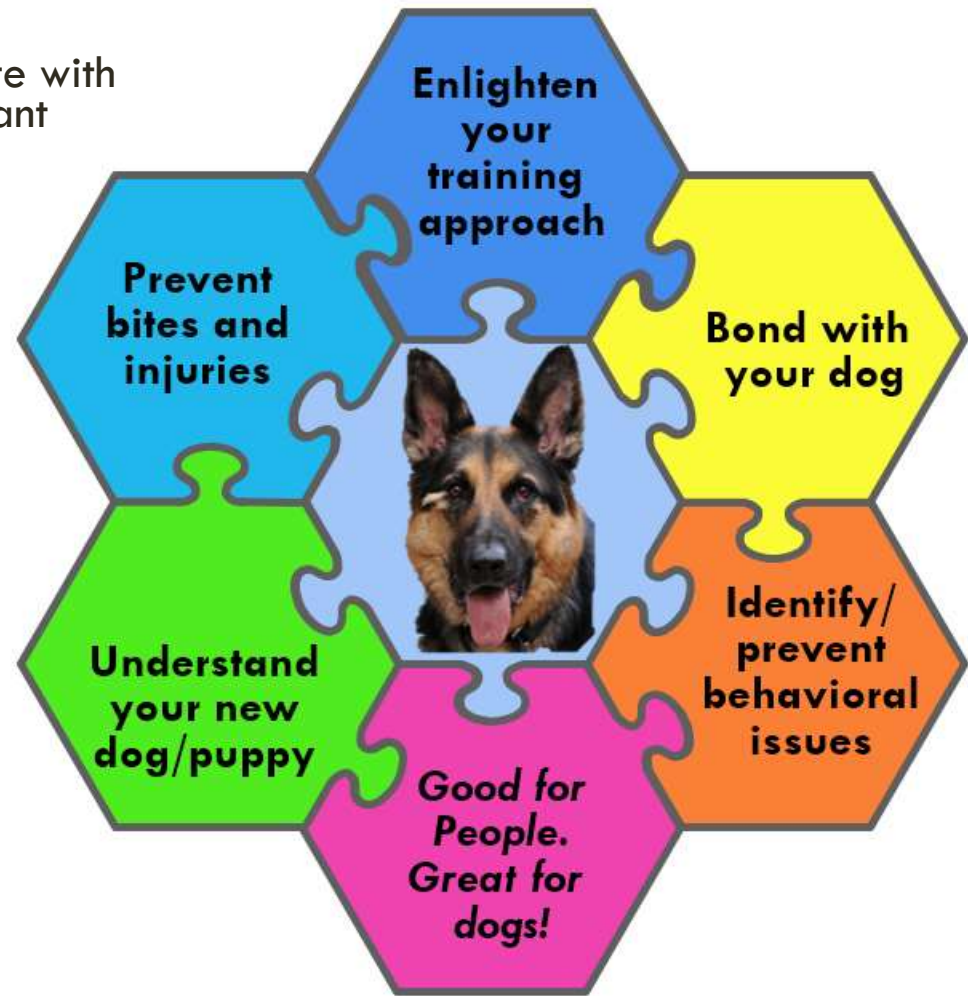 with
Enlighten
your
training
approach
Prevent
bites and
injuries
Bond with
your dog
Understand
your new
dog/puppy
Identify/
prevent
behavioral
issues
Good for
People.
Great for
dogs!